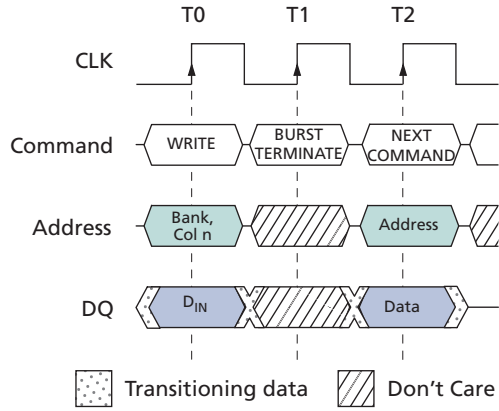 T0 T1 T2
CLK
Command WRITE BURST TERMINATE NEXT COMMAND
Address Bank, Col n Address
DQ DIN Data
Transitioning data Don't Care